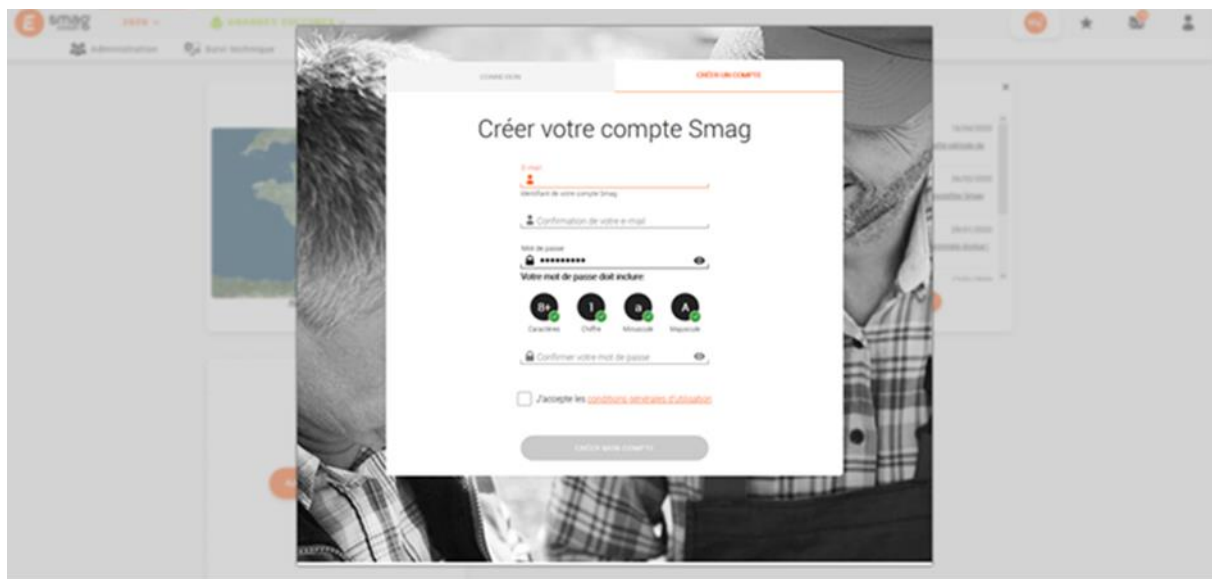 smag
Administration
Suivi technique
CONNEXION
CRÉER UN COMPTE
Créer votre compte Smag
E-mail
Identifiant de votre compte Smag
Confirmation de votre e-mail
Mot de passe
•••••••••
Votre mot de passe doit inclure:
8+
1
a
A
Caractères
Chiffre
Minuscule
Majuscule
Confirmer votre mot de passe
J'accepte les conditions générales d'utilisation
CRÉER MON COMPTE